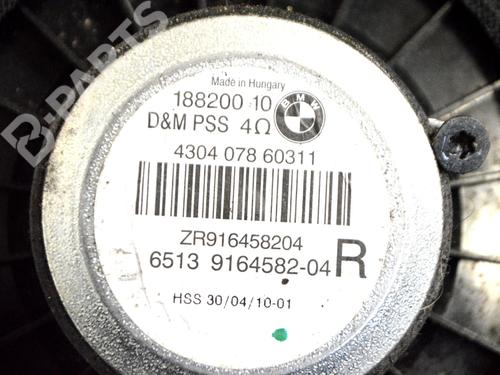 B-PARTS
Made in Hungary
188200 10
BMW
D&M PSS 4Ω
4304 078 60311
ZR916458204
6513 9164582-04 R
HSS 30/04/10-01